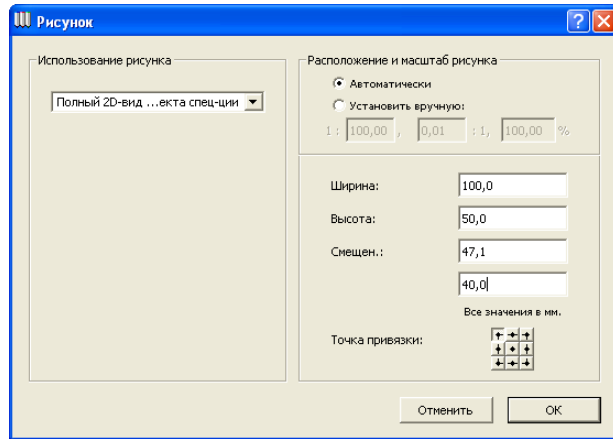 Рисунок
Использование рисунка
Полный 2D-вид ...екта спец-ции
Расположение и масштаб рисунка
Автоматически
Установить вручную:
1 : 100,00 , 0,01 : 1, 100,00 %
Ширина: 100,0
Высота: 50,0
Смещен.: 47,1
40,0
Все значения в мм.
Точка привязки:
Отменить OK